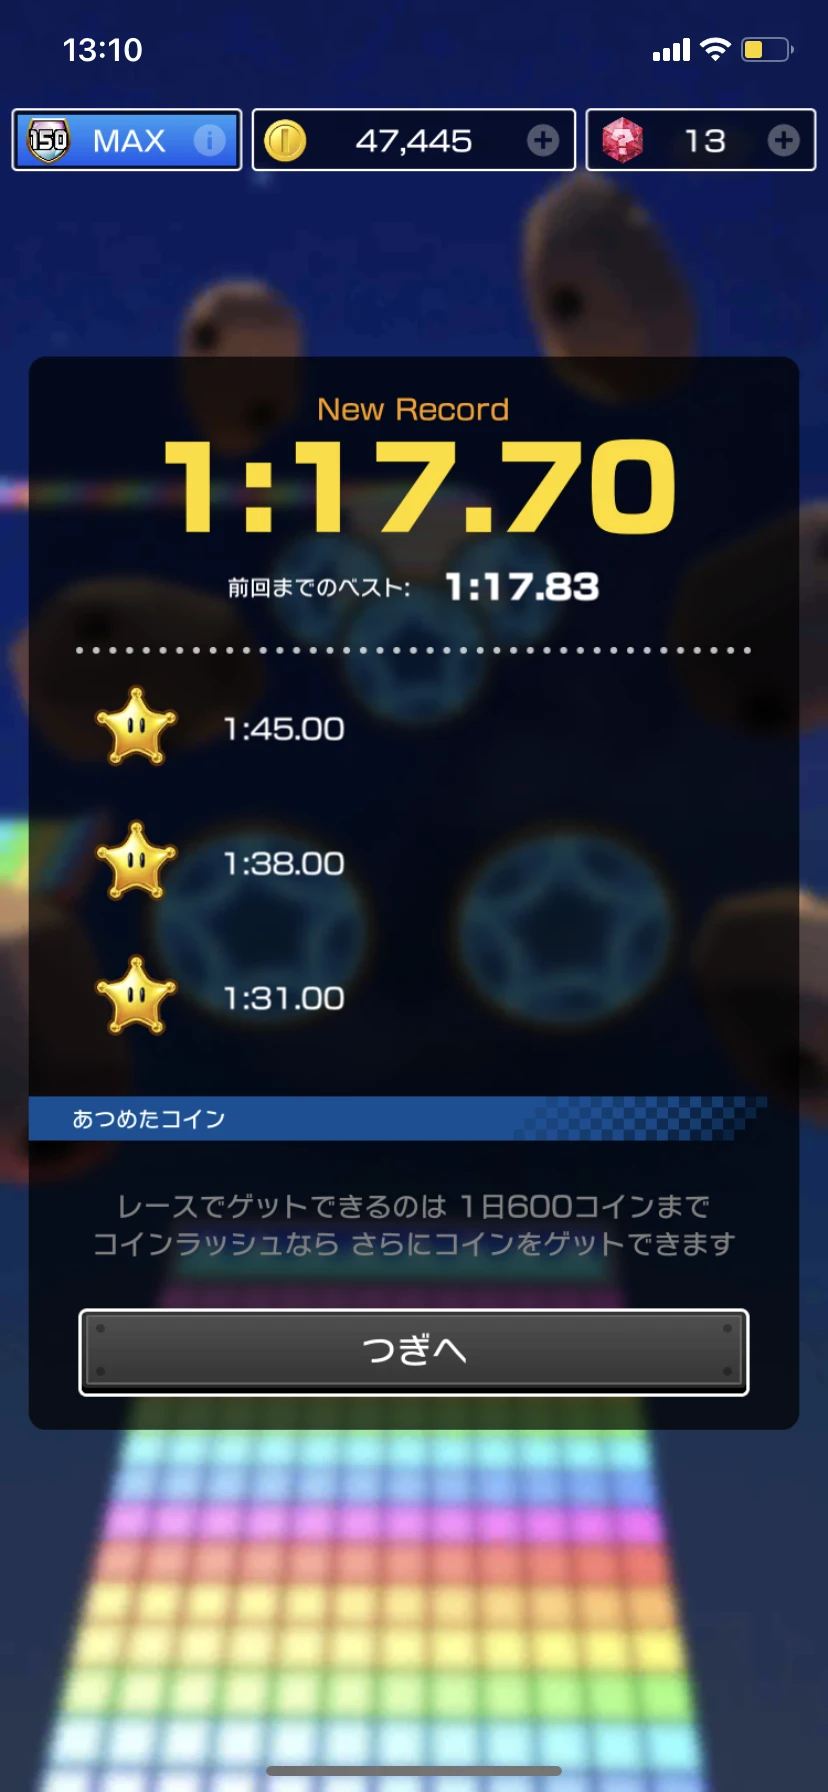 13:10
150 MAX i 47,445 + ? 13 +
New Record
1:17.70
前回までのベスト: 1:17.83
1:45.00
1:38.00
1:31.00
あつめたコイン
レースでゲットできるのは 1日600コインまで
コインラッシュなら さらにコインをゲットできます
つぎへ